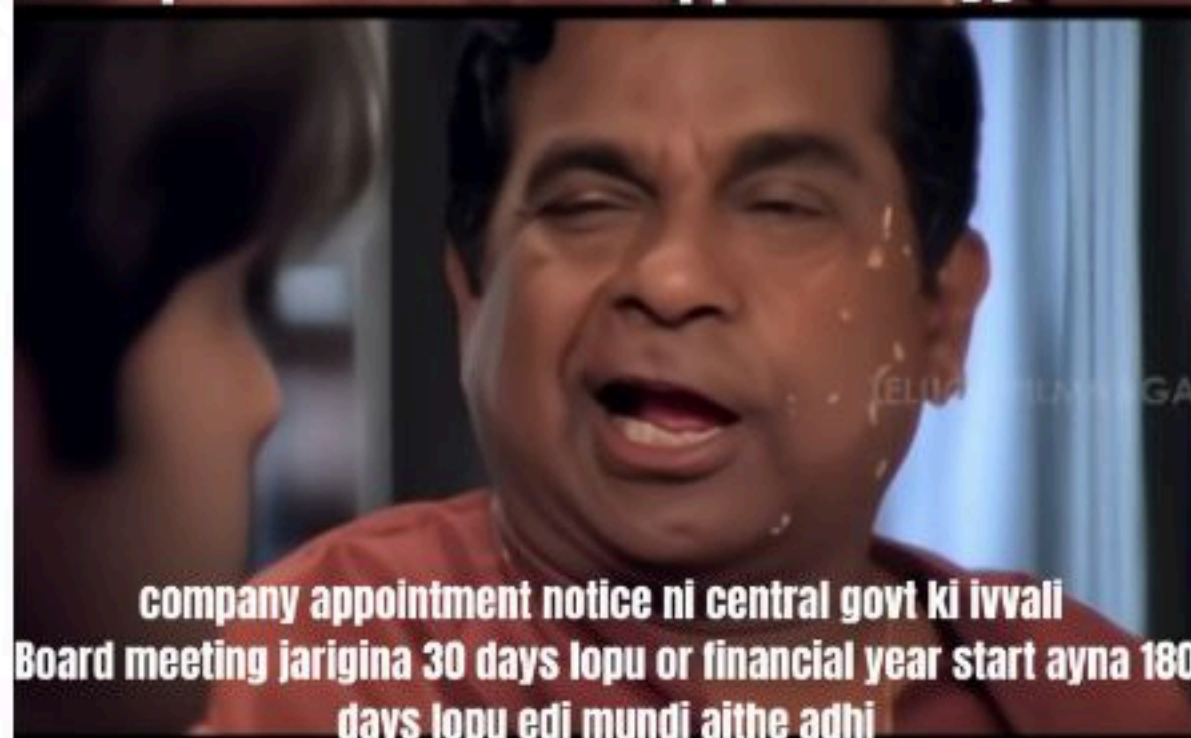 company appointment notice ni central govt ki ivvali
Board meeting jarigina 30 days lopu or financial year start ayna 180
days lopu edi mundi aithe adhi